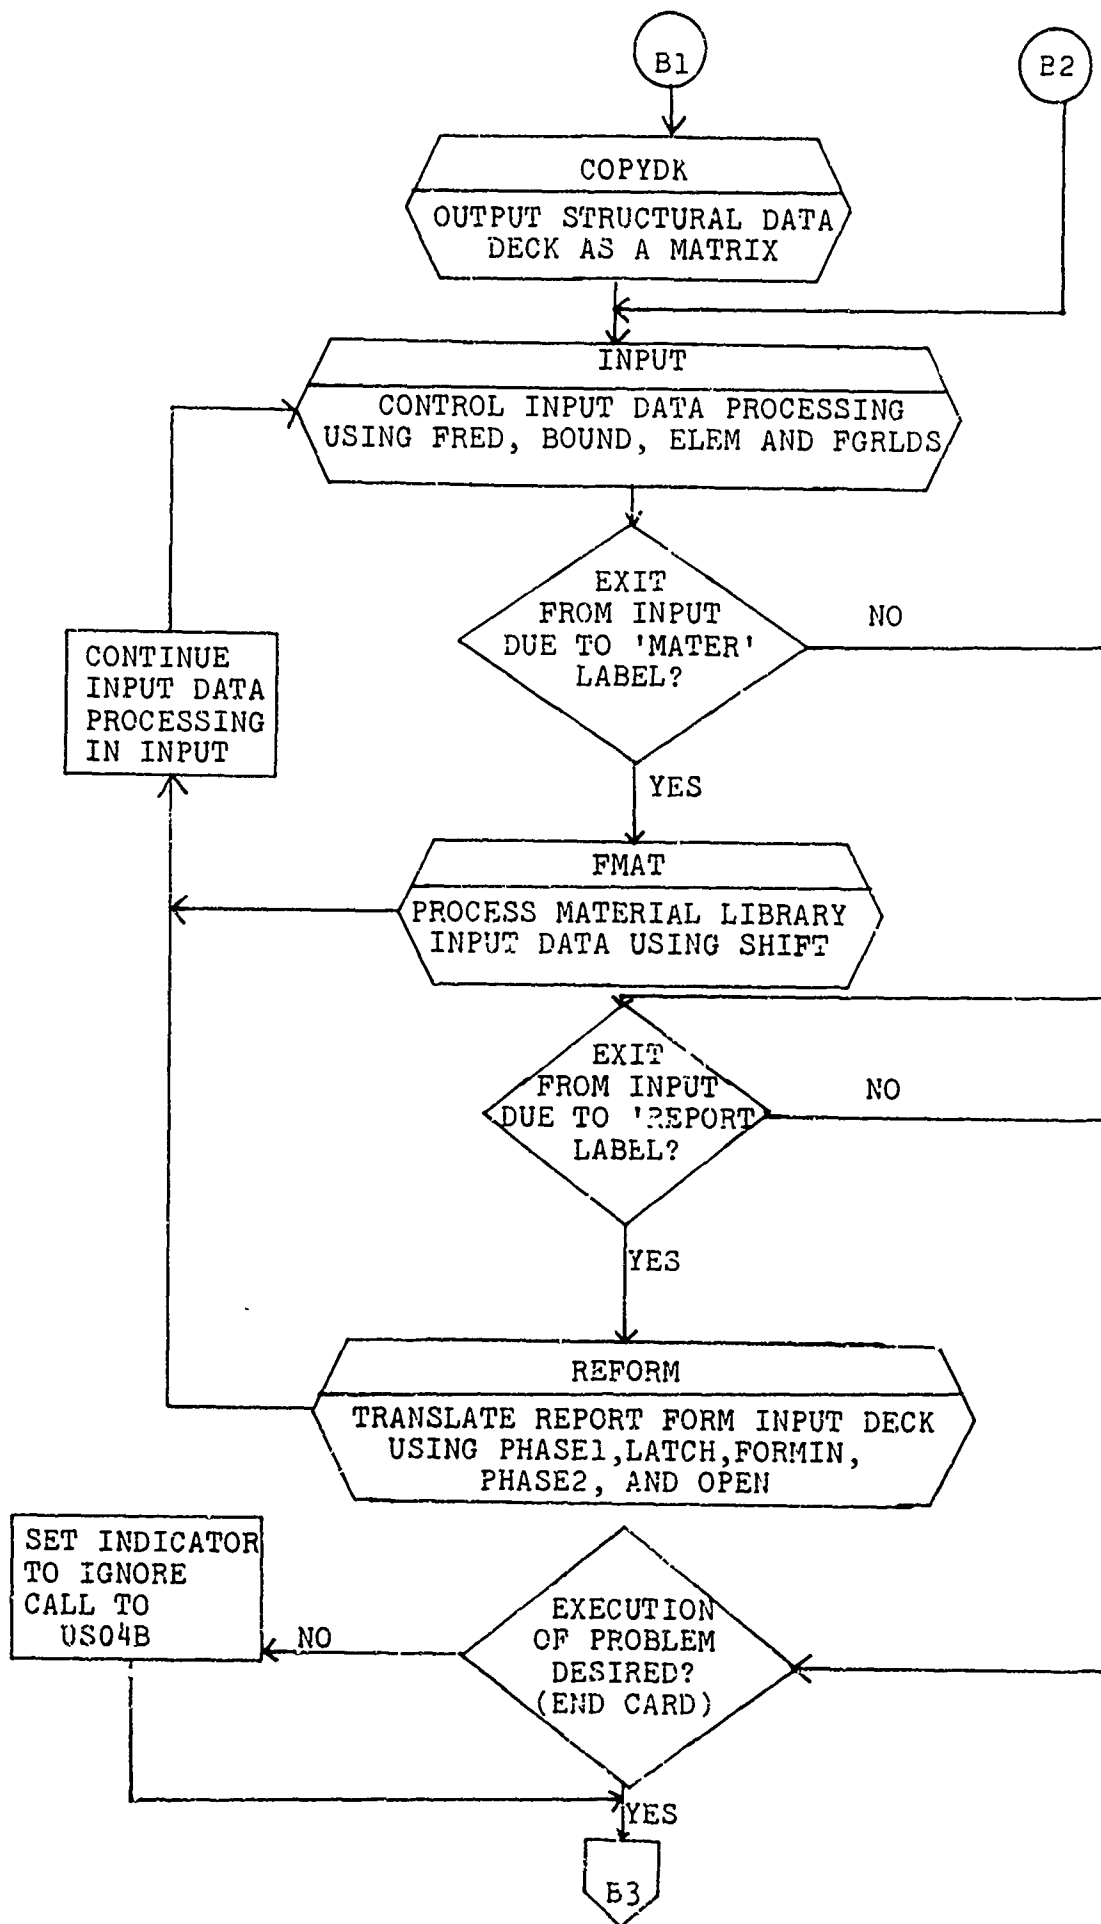 B1
B2
COPYDK
OUTPUT STRUCTURAL DATA
DECK AS A MATRIX
INPUT
CONTROL INPUT DATA PROCESSING
USING FRED, BOUND, ELEM AND FGRLDS
EXIT
FROM INPUT
DUE TO 'MATER'
LABEL?
NO
CONTINUE
INPUT DATA
PROCESSING
IN INPUT
YES
FMAT
PROCESS MATERIAL LIBRARY
INPUT DATA USING SHIFT
EXIT
FROM INPUT
DUE TO 'REPORT
LABEL?
NO
YES
REFORM
TRANSLATE REPORT FORM INPUT DECK
USING PHASE1,LATCH,FORMIN,
PHASE2, AND OPEN
SET INDICATOR
TO IGNORE
CALL TO
US04B
NO
EXECUTION
OF PROBLEM
DESIRED?
(END CARD)
YES
B3